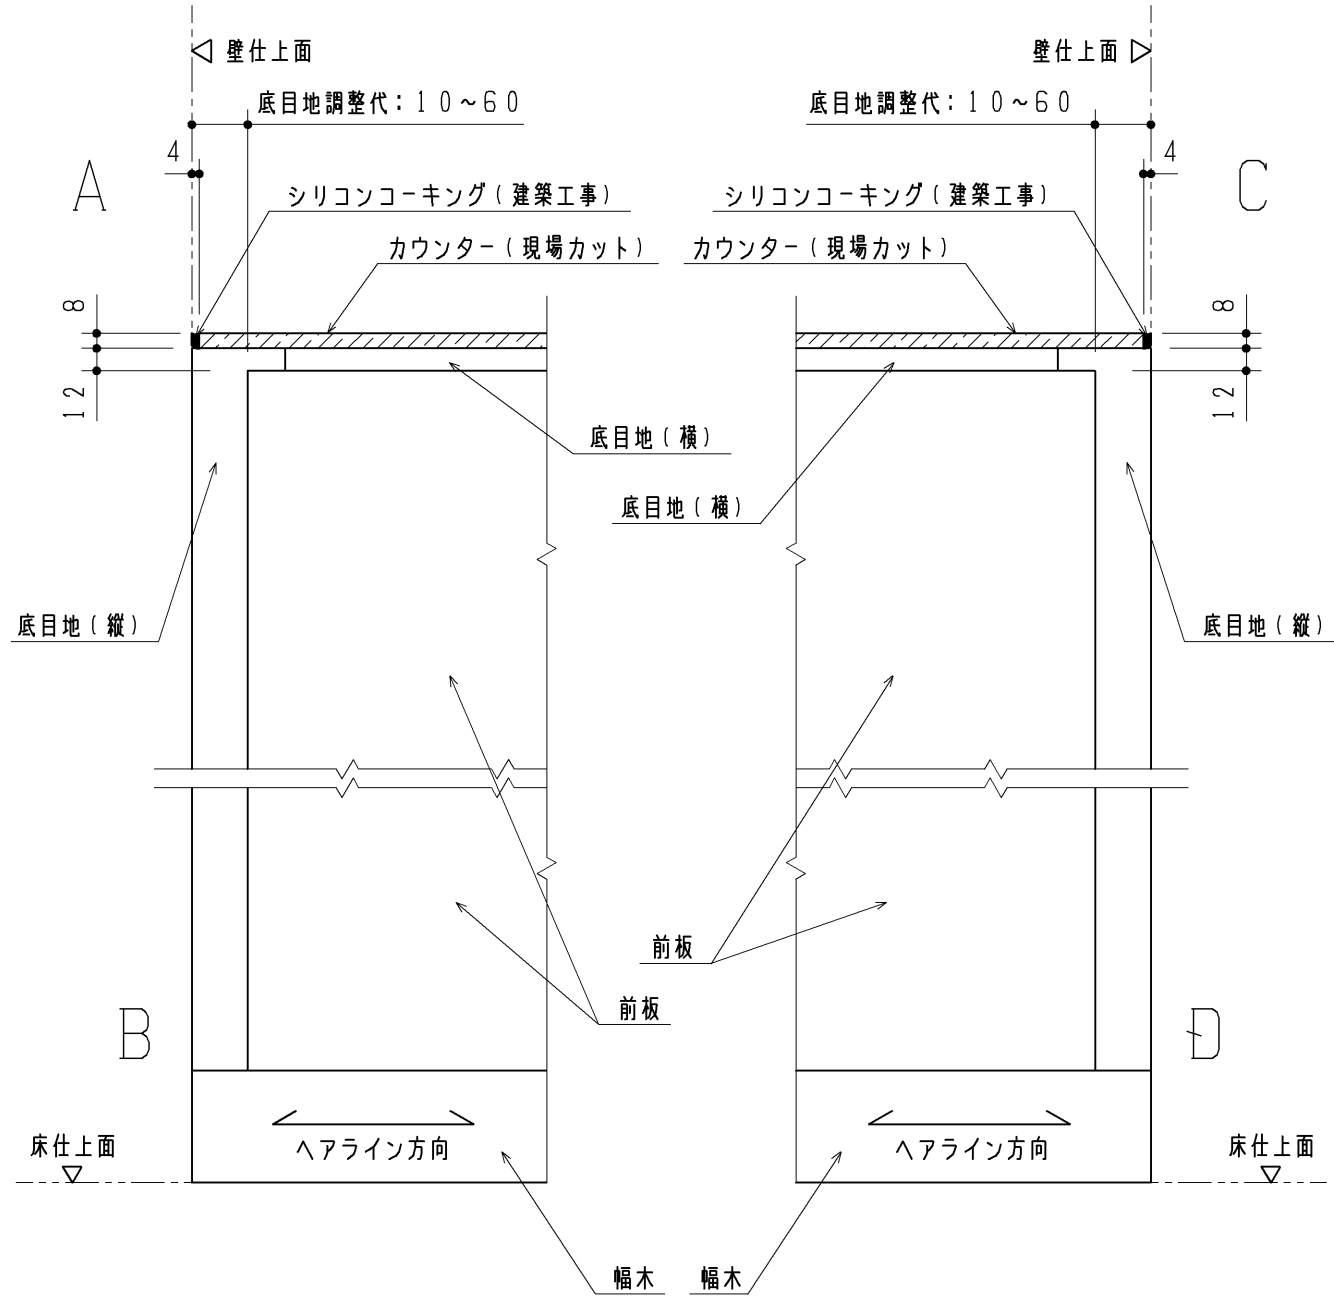 壁仕上面
壁仕上面
底目地調整代：10～60
底目地調整代：10～60
4
4
A
C
シリコンコーキング（建築工事）
シリコンコーキング（建築工事）
カウンター（現場カット）
カウンター（現場カット）
8
8
12
12
底目地（横）
底目地（横）
底目地（縦）
底目地（縦）
前板
前板
B
D
ヘアライン方向
ヘアライン方向
床仕上面
床仕上面
幅木
幅木